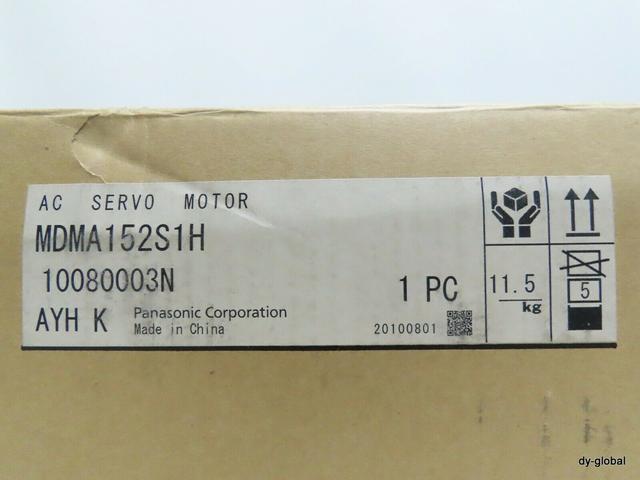 AC SERVO MOTOR
MDMA152S1H
10080003N
1 PC
AYH K
Panasonic Corporation
Made in China
20100801
11.5
kg
5
dy-global